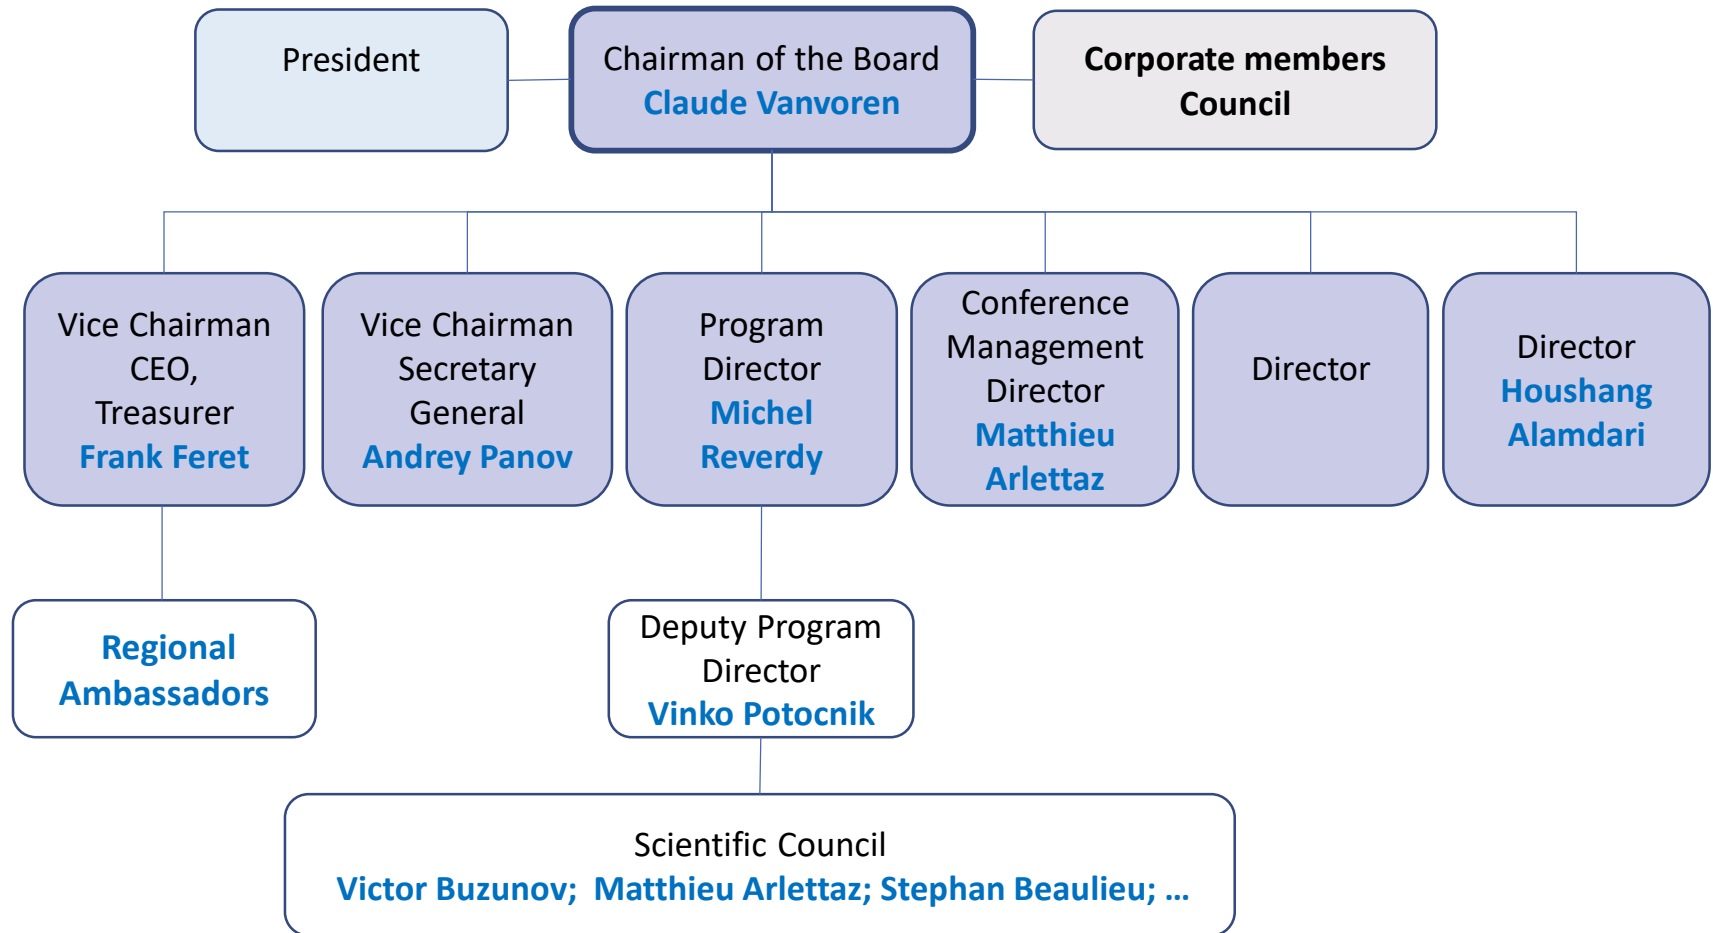 President
Chairman of the Board
Claude Vanvoren
Corporate members
Council
Vice Chairman
CEO,
Treasurer
Frank Feret
Vice Chairman
Secretary
General
Andrey Panov
Program
Director
Michel
Reverdy
Conference
Management
Director
Matthieu
Arlettaz
Director
Director
Houshang
Alamdari
Regional
Ambassadors
Deputy Program
Director
Vinko Potocnik
Scientific Council
Victor Buzunov;  Matthieu Arlettaz; Stephan Beaulieu; …